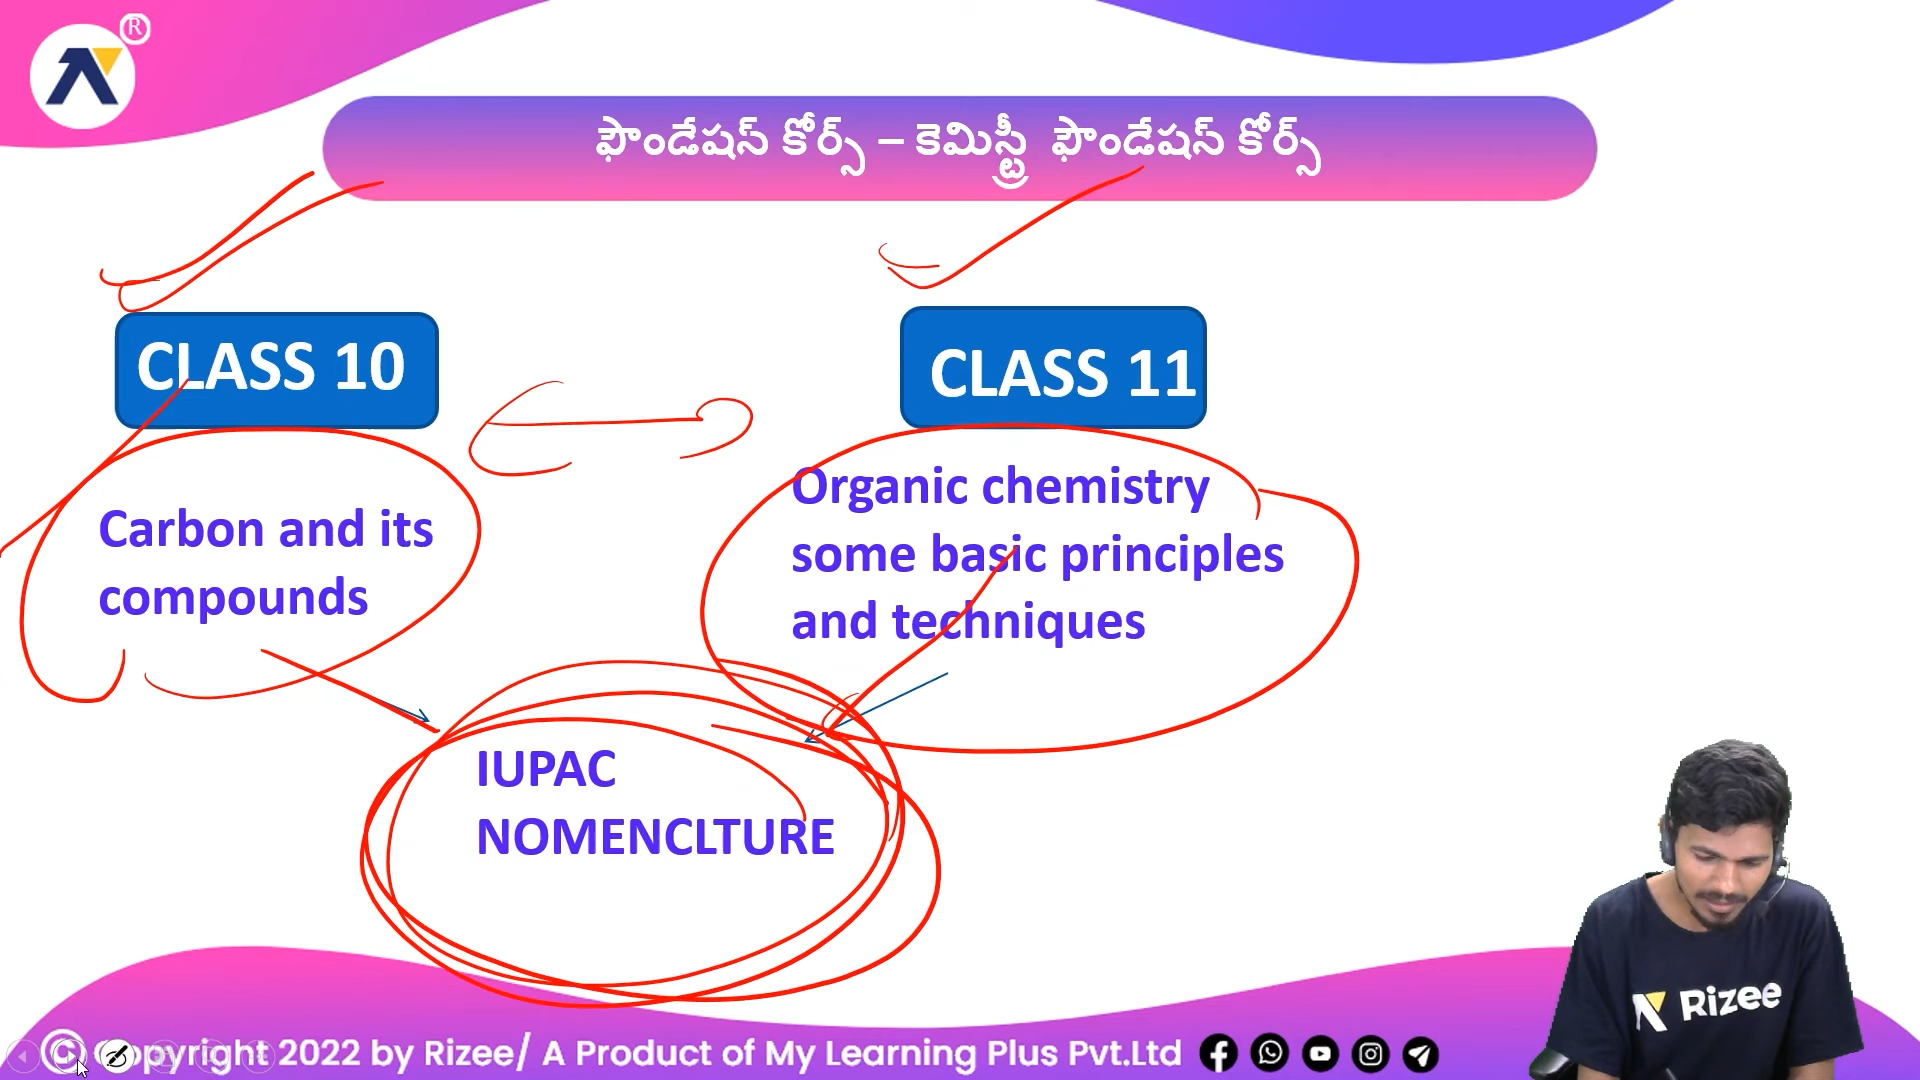 ®
ఫౌండేషన్ కోర్స్ – కెమిస్ట్రీ ఫౌండేషన్ కోర్స్
CLASS 10
CLASS 11
Carbon and its
compounds
Organic chemistry
some basic principles
and techniques
IUPAC
NOMENCLTURE
Rizee
© Copyright 2022 by Rizee/ A Product of My Learning Plus Pvt.Ltd